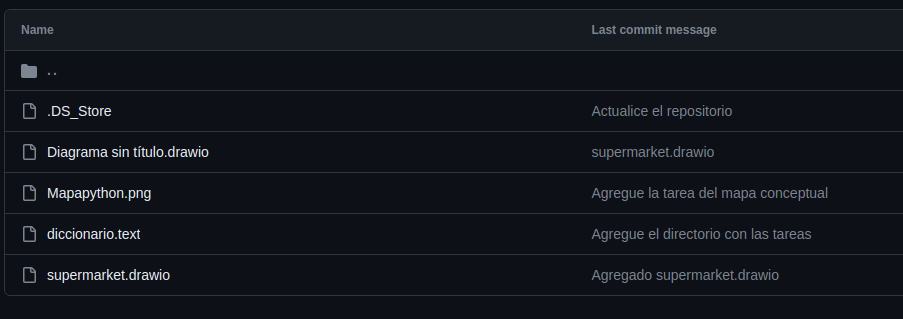 Name Last commit message
..
.DS_Store Actualice el repositorio
Diagrama sin título.drawio supermarket.drawio
Mapapython.png Agregue la tarea del mapa conceptual
diccionario.text Agregue el directorio con las tareas
supermarket.drawio Agregado supermarket.drawio